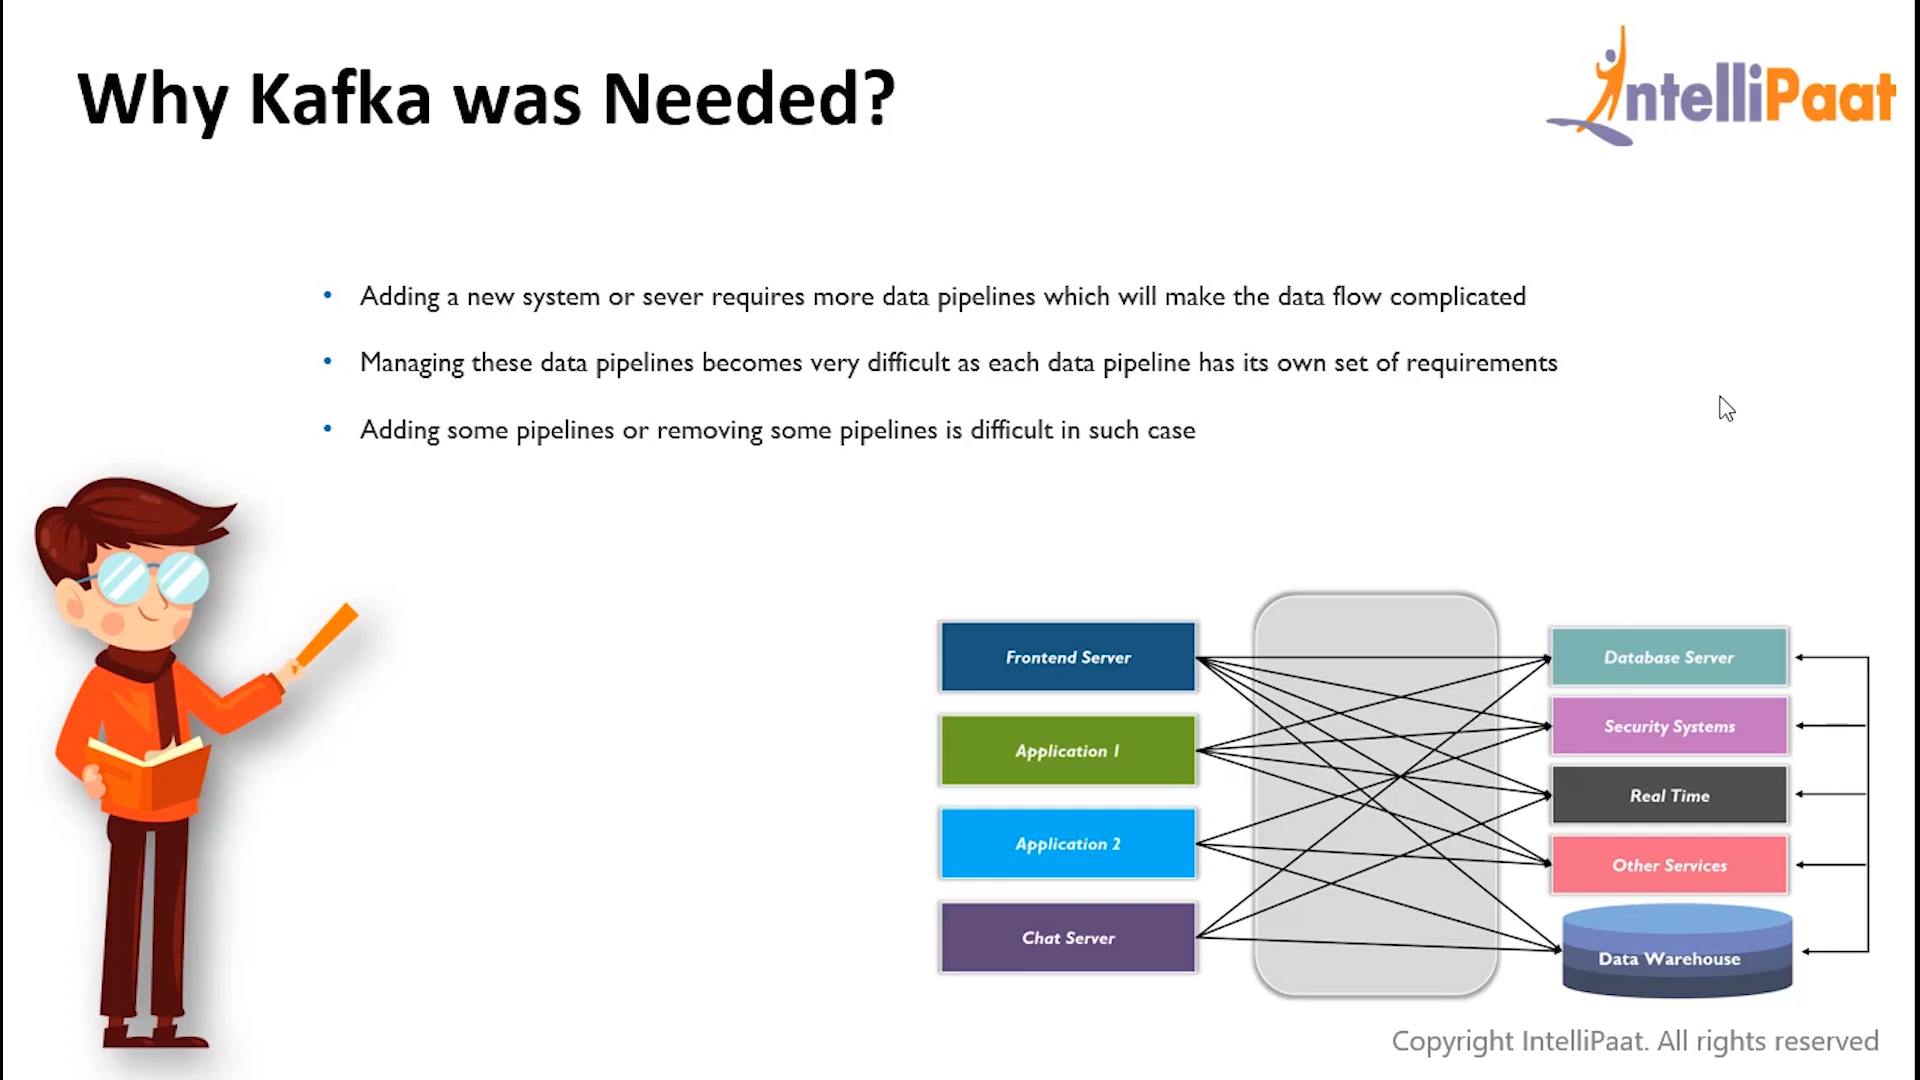 Why Kafka was Needed?
IntelliPaat
• Adding a new system or sever requires more data pipelines which will make the data flow complicated
• Managing these data pipelines becomes very difficult as each data pipeline has its own set of requirements
• Adding some pipelines or removing some pipelines is difficult in such case
Frontend Server
Application 1
Application 2
Chat Server
Database Server
Security Systems
Real Time
Other Services
Data Warehouse
Copyright IntelliPaat. All rights reserved